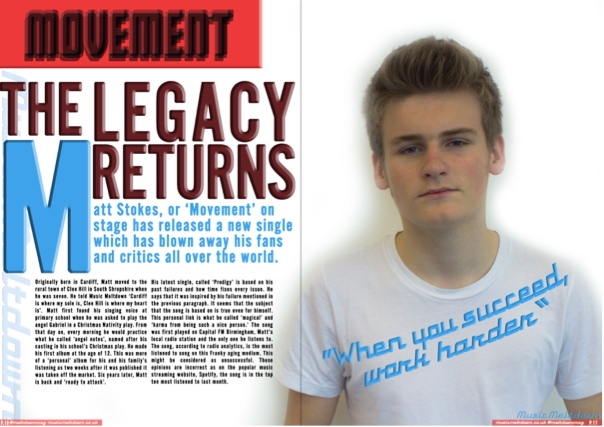 MOVEMENT
THE LEGACY
RETURNS
Matt Stokes, or 'Movement' on
stage has released a new single
which has blown away his fans
and critics all over the world.
Originally born in Cardiff, Matt moved to the
rural town of Clee Hill in South Shropshire when
he was seven. He told Music Meltdown 'Cardiff
is where my sole is, Clee Hill is where my heart
is'. Matt first found his singing voice at
primary school when he was asked to play the
angel Gabriel in a Christmas Nativity play. From
that day on, every morning he would practice
what he called 'angel notes', named after his
casting in his school's Christmas play. He made
his first album at the age of 12. This was more
of a 'personal' album for his and his family's
listening as two weeks after it was published it
was taken off the market. Six years later, Matt
is back and 'ready to attack'.
His latest single, called 'Prodigy' is based on his
past failures and how time fixes every issue. He
says that it was inspired by his failure mentioned in
the previous paragraph. It seems that the subject
that the song is based on is true even for himself.
This personal link is what he called 'magical' and
'karma from being such a nice person.' The song
was first played on Capital FM Birmingham, Matt's
local radio station and the only one he listens to.
The song, according to radio analytics, is the most
listened to song on this Franky aging medium. This
might be considered as unsuccessful. These
opinions are incorrect as on the popular music
streaming website, Spotify, the song is in the top
ten most listened to last month.
"When you succeed,
work harder"
Music Meltdown